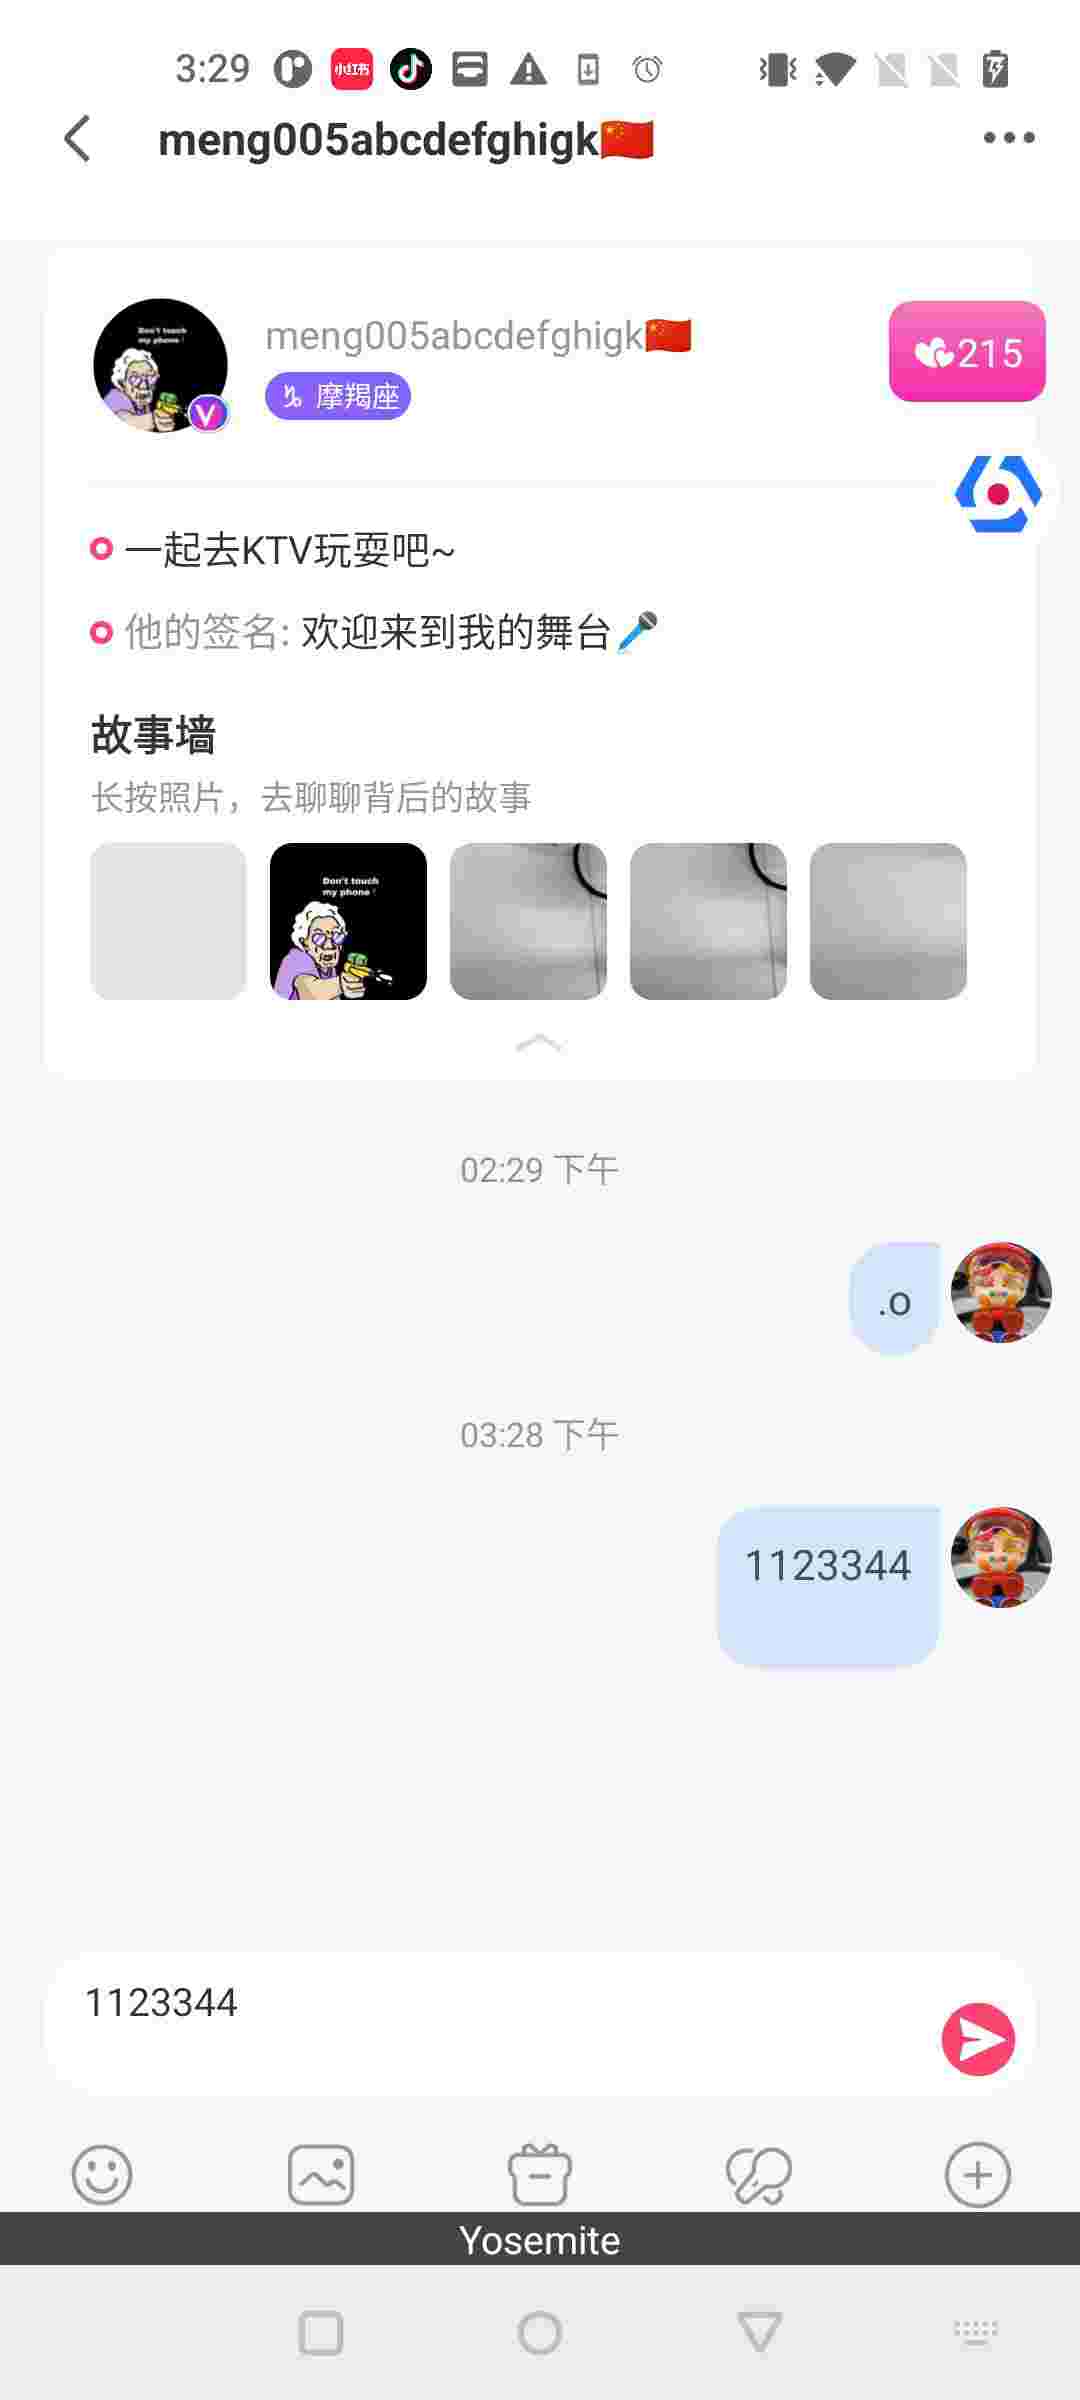 3:29
小红书
meng005abcdefghigk🇨🇳
Don't touch
my phone !
meng005abcdefghigk🇨🇳
V
♑ 摩羯座
215
一起去KTV玩耍吧~
他的签名: 欢迎来到我的舞台🎤
故事墙
长按照片，去聊聊背后的故事
Don't touch
my phone !
02:29 下午
.o
03:28 下午
1123344
1123344
Yosemite